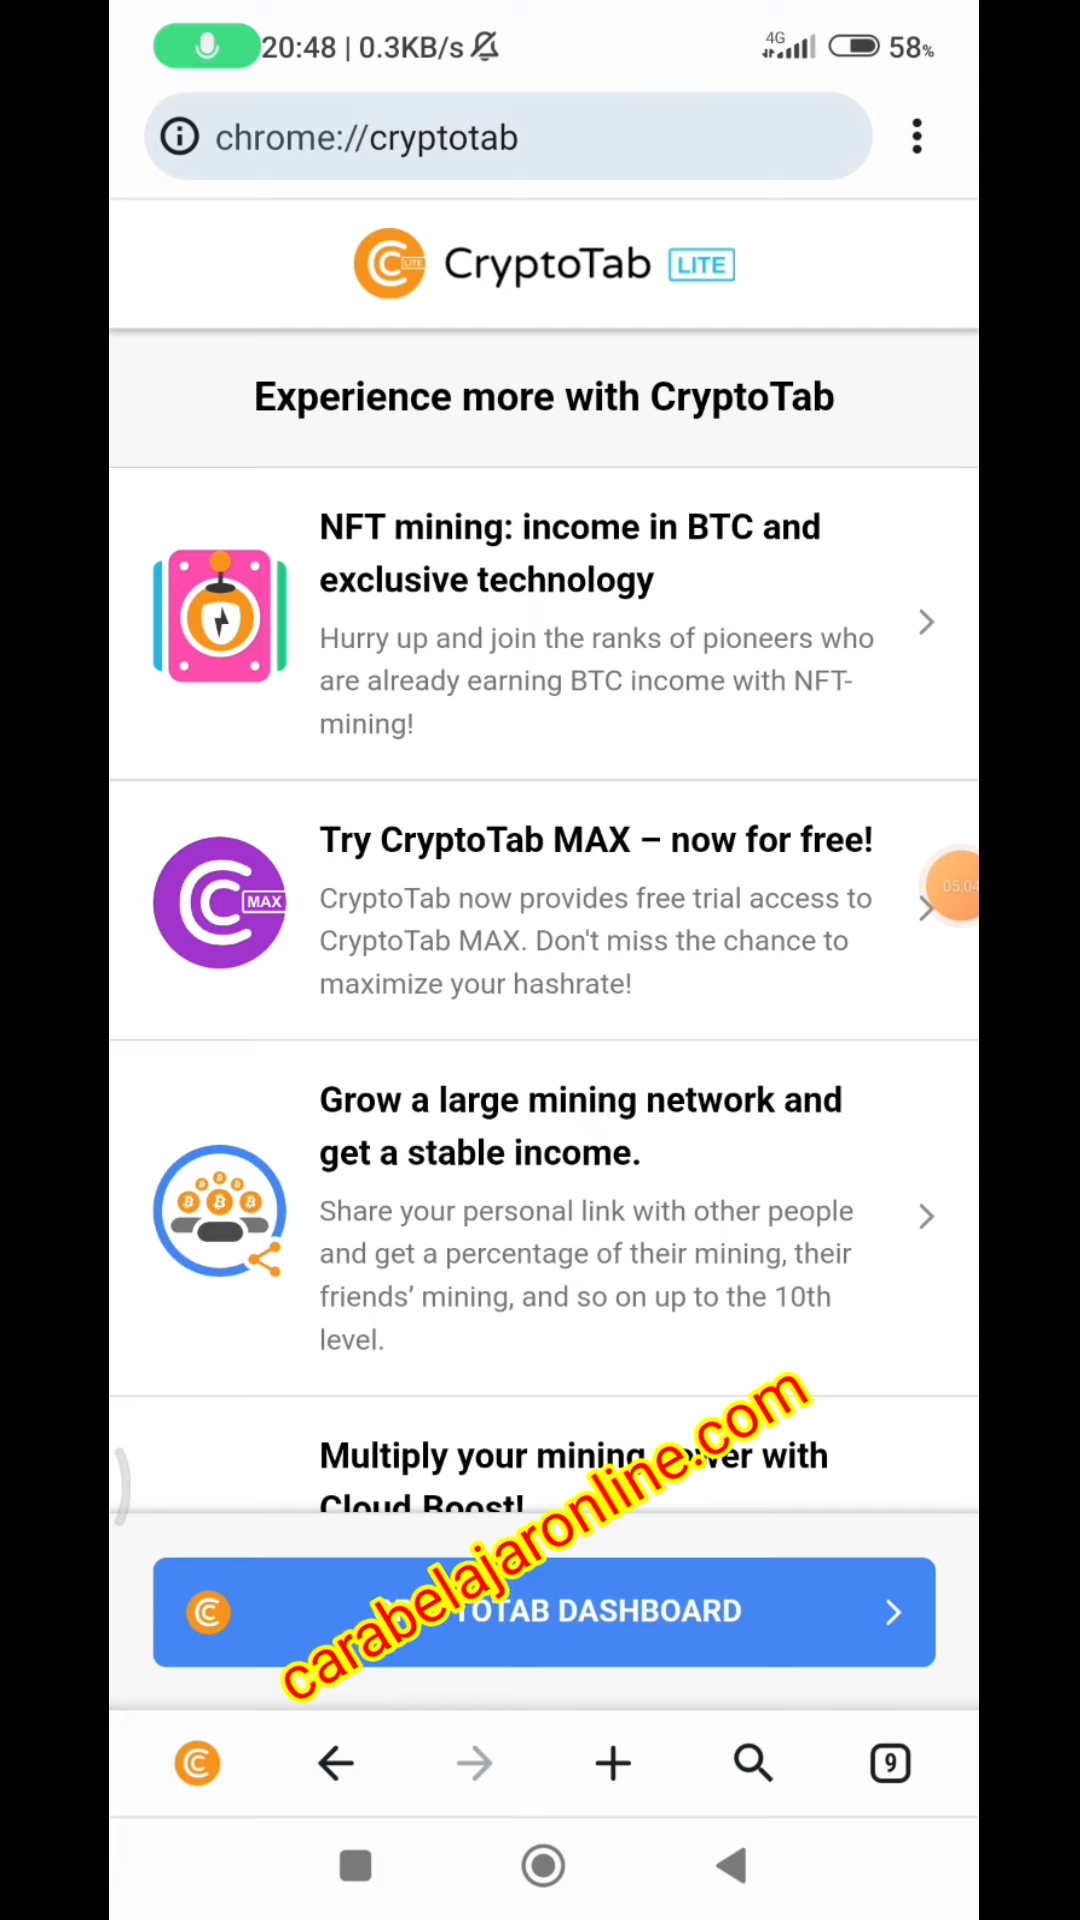 20:48 | 0.3KB/s
4G
58%
chrome://cryptotab
CryptoTab LITE
Experience more with CryptoTab
NFT mining: income in BTC and
exclusive technology
Hurry up and join the ranks of pioneers who
are already earning BTC income with NFT-
mining!
Try CryptoTab MAX – now for free!
MAX
CryptoTab now provides free trial access to
CryptoTab MAX. Don't miss the chance to
maximize your hashrate!
05:04
Grow a large mining network and
get a stable income.
Share your personal link with other people
and get a percentage of their mining, their
friends’ mining, and so on up to the 10th
level.
Multiply your mining with
Cloud Boost!
carabelajaronline.com
DASHBOARD
9